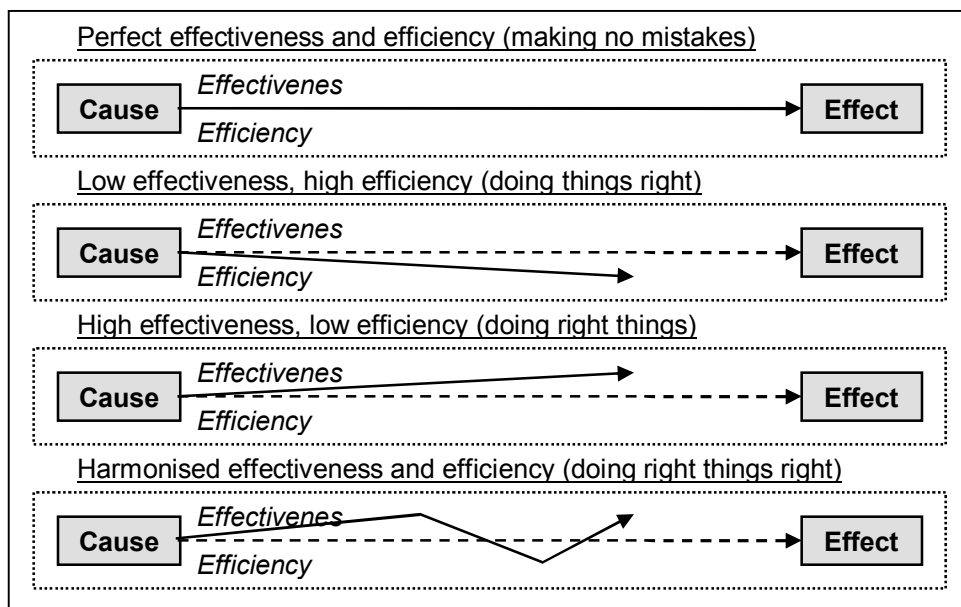 Perfect effectiveness and efficiency (making no mistakes)
Effectivenes
Cause Effect
Efficiency
Low effectiveness, high efficiency (doing things right)
Effectivenes
Cause Effect
Efficiency
High effectiveness, low efficiency (doing right things)
Effectivenes
Cause Effect
Efficiency
Harmonised effectiveness and efficiency (doing right things right)
Effectivenes
Cause Effect
Efficiency